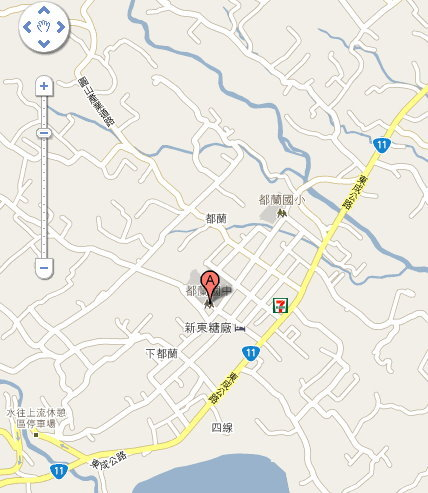 圓山產業道路
11
東成公路
都蘭國小
都蘭
A
都蘭國中
7
新東糖廠
11
下都蘭
東成公路
水往上流休憩
區停車場
四線
11
東成公路